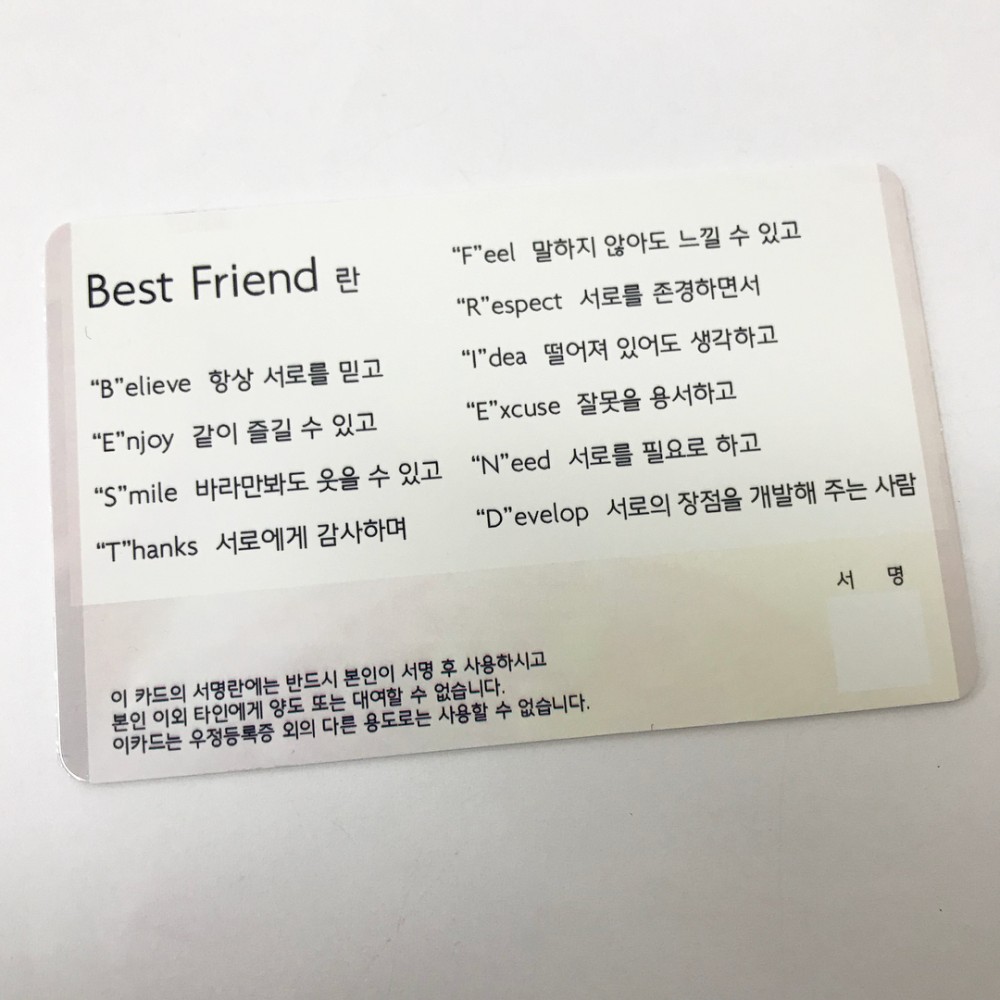 Best Friend 란
“B”elieve 항상 서로를 믿고
“E”njoy 같이 즐길 수 있고
“S”mile 바라만봐도 웃을 수 있고
“T”hanks 서로에게 감사하며
“F”eel 말하지 않아도 느낄 수 있고
“R”espect 서로를 존경하면서
“I”dea 떨어져 있어도 생각하고
“E”xcuse 잘못을 용서하고
“N”eed 서로를 필요로 하고
“D”evelop 서로의 장점을 개발해 주는 사람
서 명
이 카드의 서명란에는 반드시 본인이 서명 후 사용하시고
본인 이외 타인에게 양도 또는 대여할 수 없습니다.
이카드는 우정등록증 외의 다른 용도로는 사용할 수 없습니다.